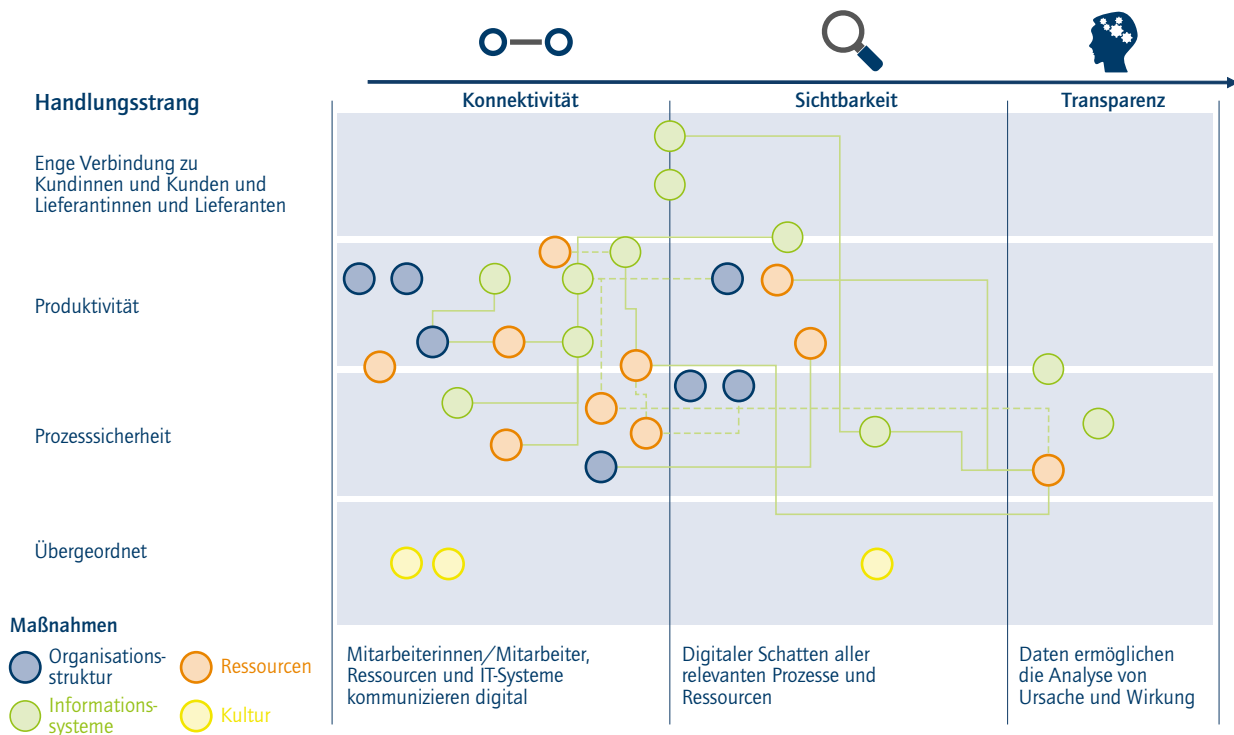 Handlungsstrang
Konnektivität
Sichtbarkeit
Transparenz
Enge Verbindung zu
Kundinnen und Kunden und
Lieferantinnen und Lieferanten
Produktivität
Prozesssicherheit
Übergeordnet
Maßnahmen
Organisations-
struktur
Ressourcen
Informations-
systeme
Kultur
Mitarbeiterinnen/Mitarbeiter,
Ressourcen und IT-Systeme
kommunizieren digital
Digitaler Schatten aller
relevanten Prozesse und
Ressourcen
Daten ermöglichen
die Analyse von
Ursache und Wirkung